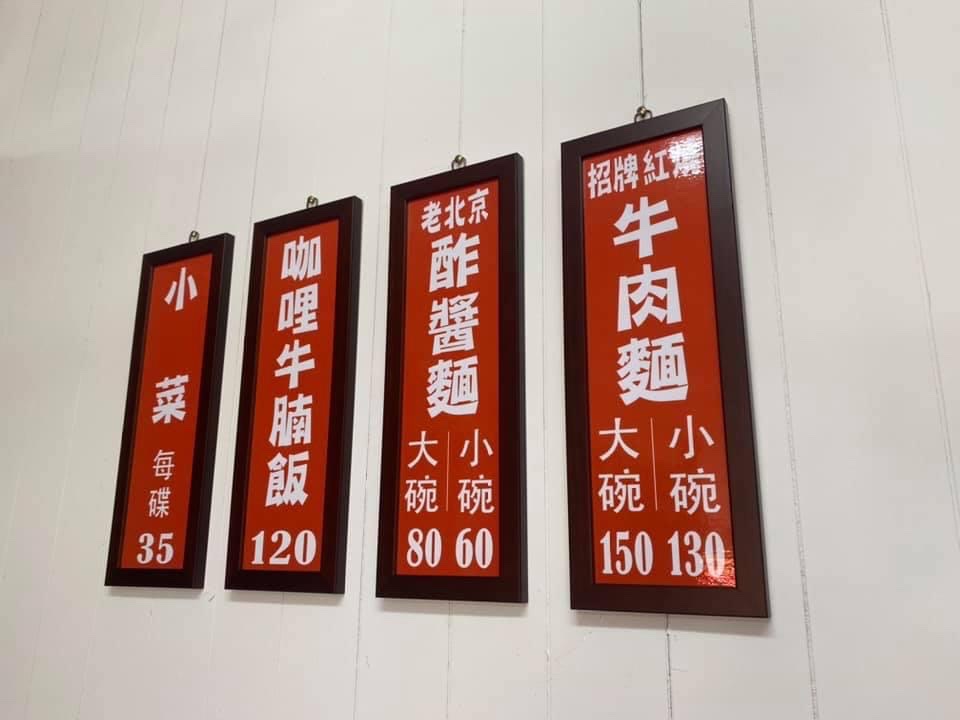 招牌紅燒
牛肉麵
大碗 小碗
150 130
老北京
酢醬麵
大碗 小碗
80 60
咖哩牛腩飯
120
小菜
每碟
35